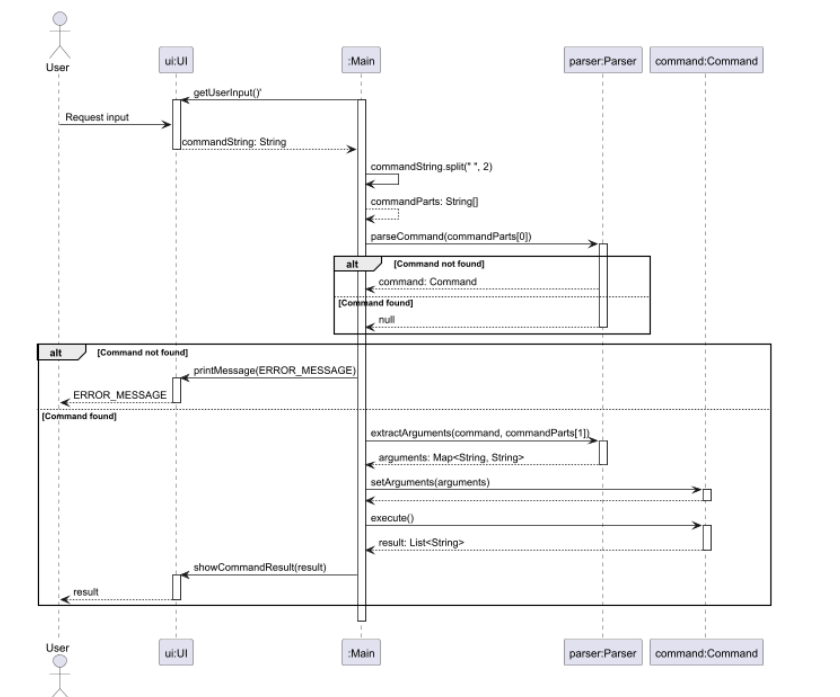 User
ui:UI
:Main
parser:Parser
command:Command
getUserInput()'
Request input
commandString: String
commandString.split(" ", 2)
commandParts: String[]
parseCommand(commandParts[0])
alt [Command not found]
command: Command
[Command found]
null
alt [Command not found]
printMessage(ERROR_MESSAGE)
ERROR_MESSAGE
[Command found]
extractArguments(command, commandParts[1])
arguments: Map<String, String>
setArguments(arguments)
execute()
result: List<String>
showCommandResult(result)
result
User
ui:UI
:Main
parser:Parser
command:Command